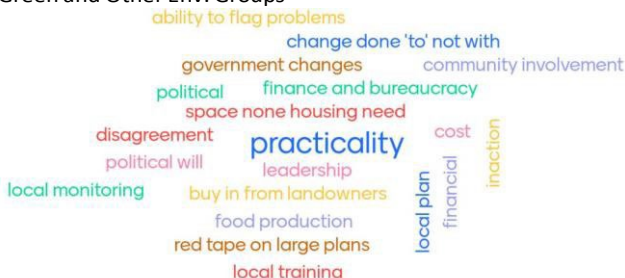 Green and Other Env. Groups
ability to flag problems
change done 'to' not with
government changes
community involvement
political
finance and bureaucracy
space none housing need
disagreement
practicality
cost
inaction
political will
leadership
local monitoring
buy in from landowners
local plan
financial
food production
red tape on large plans
local training